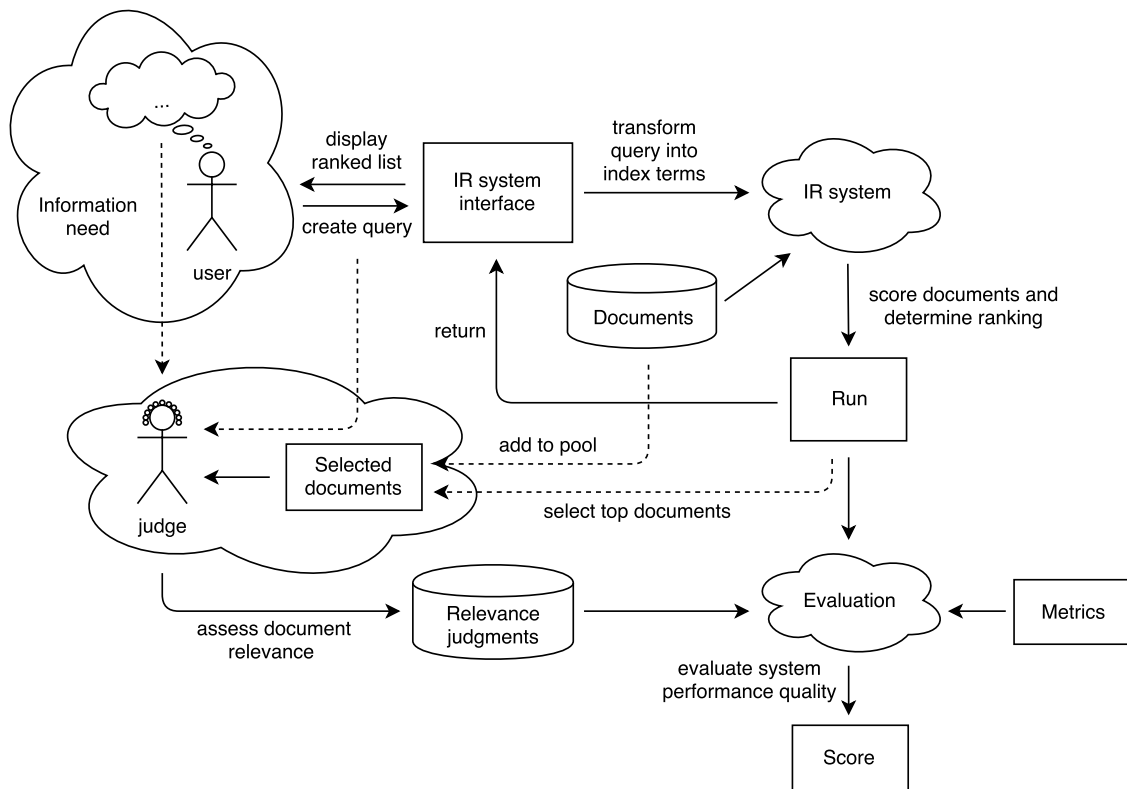 ...
Information
need
user
display
ranked list
create query
IR system
interface
transform
query into
index terms
IR system
Documents
score documents and
determine ranking
return
Run
add to pool
Selected
documents
select top documents
judge
assess document
relevance
Relevance
judgments
Evaluation
Metrics
evaluate system
performance quality
Score